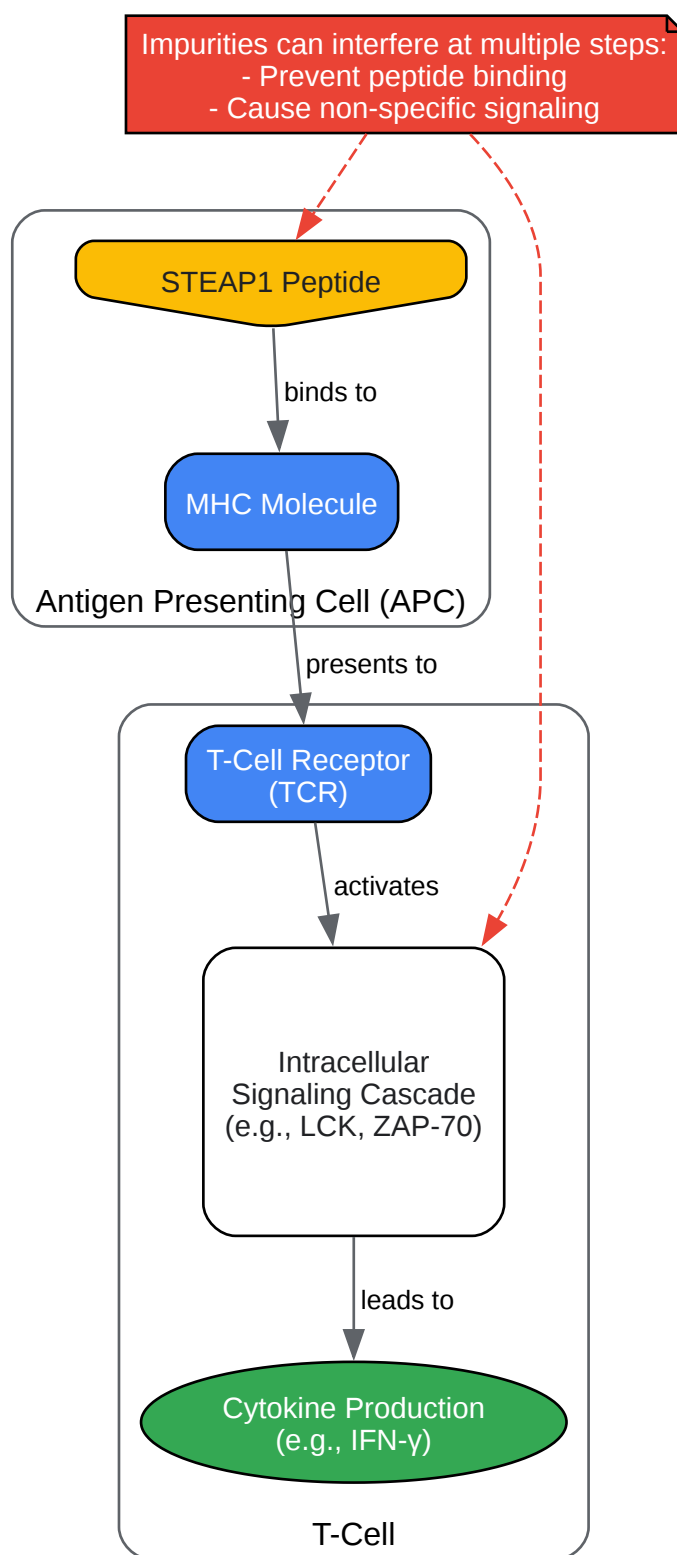 Impurities can interfere at multiple steps:
- Prevent peptide binding
- Cause non-specific signaling
STEAP1 Peptide
binds to
MHC Molecule
Antigen Presenting Cell (APC)
presents to
T-Cell Receptor
(TCR)
activates
Intracellular
Signaling Cascade
(e.g., LCK, ZAP-70)
leads to
Cytokine Production
(e.g., IFN-γ)
T-Cell